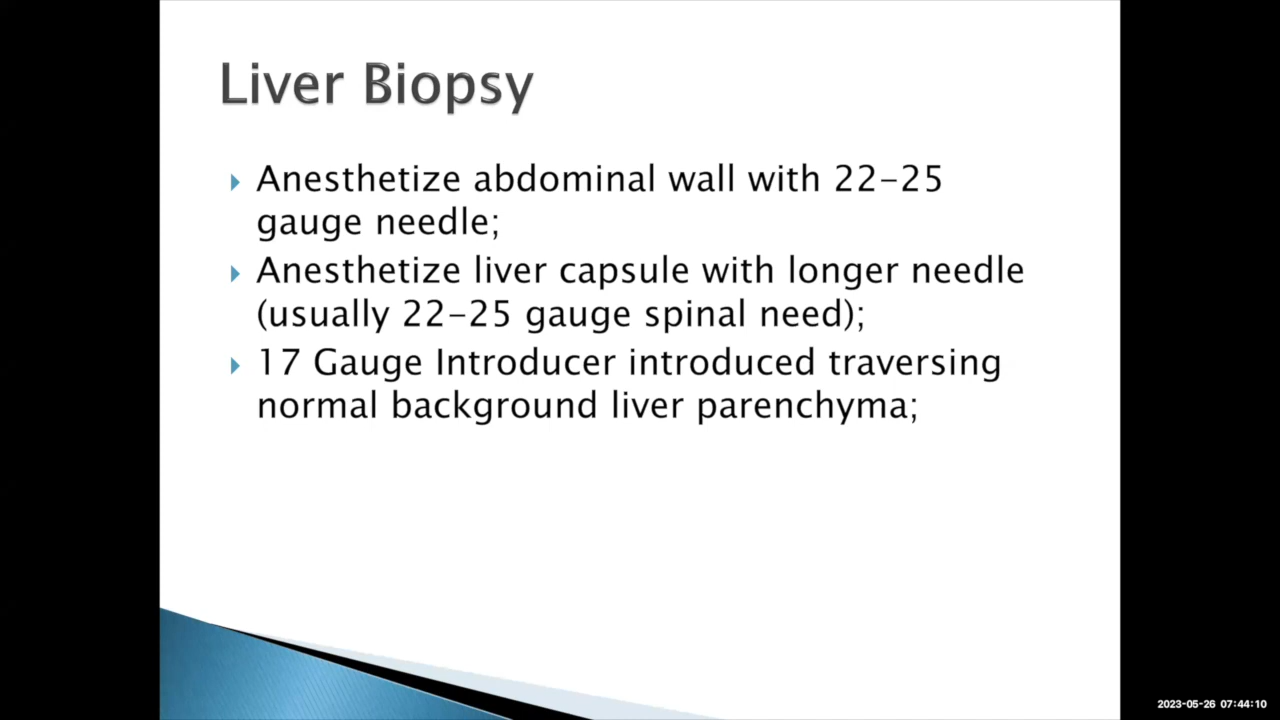 Liver Biopsy
Anesthetize abdominal wall with 22-25
gauge needle;
Anesthetize liver capsule with longer needle
(usually 22-25 gauge spinal need);
17 Gauge Introducer introduced traversing
normal background liver parenchyma;
2023-05-26 07:44:10